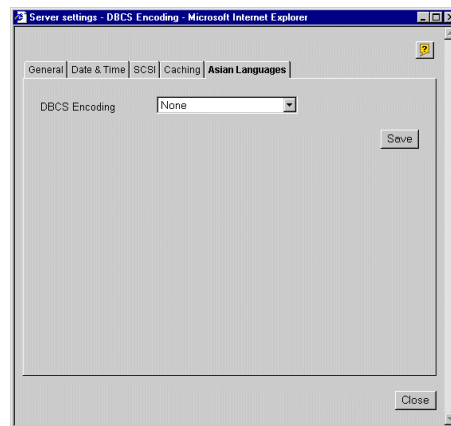 Server settings - DBCS Encoding - Microsoft Internet Explorer
?
General Date & Time SCSI Caching Asian Languages
DBCS Encoding None
Save
Close